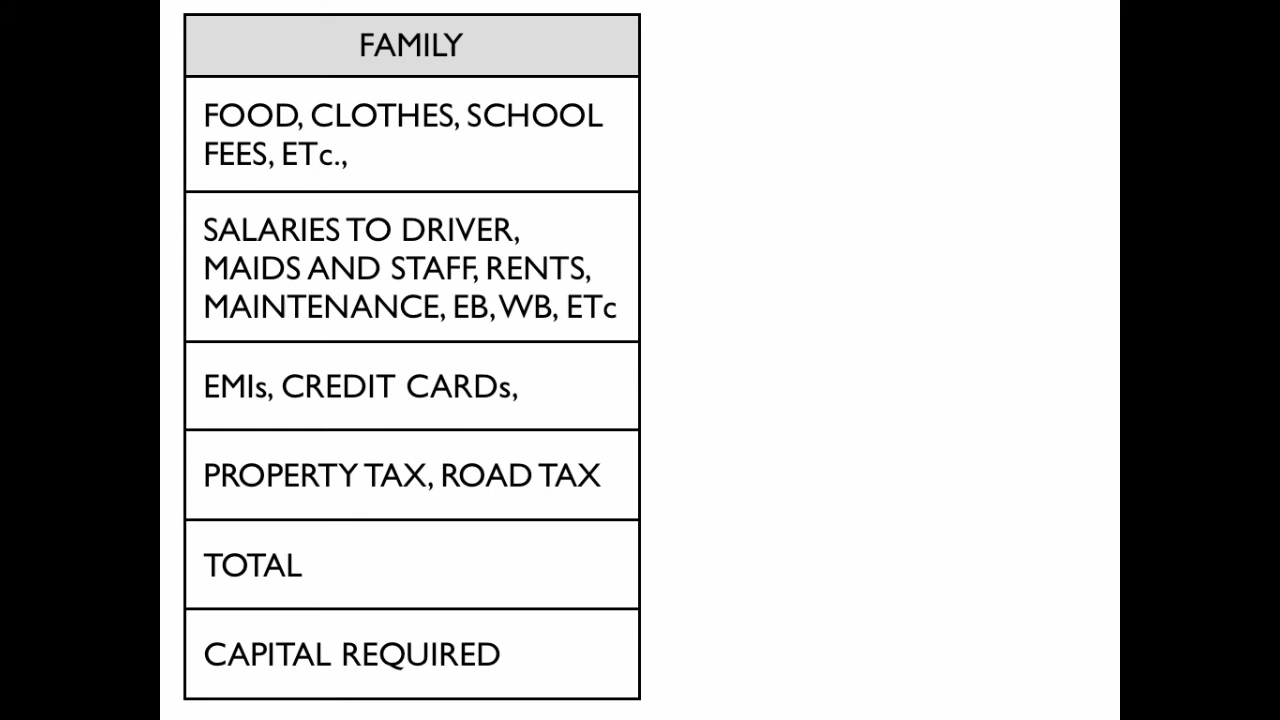 FAMILY
FOOD, CLOTHES, SCHOOL
FEES, ETc.,
SALARIES TO DRIVER,
MAIDS AND STAFF, RENTS,
MAINTENANCE, EB, WB, ETc
EMIs, CREDIT CARDs,
PROPERTY TAX, ROAD TAX
TOTAL
CAPITAL REQUIRED